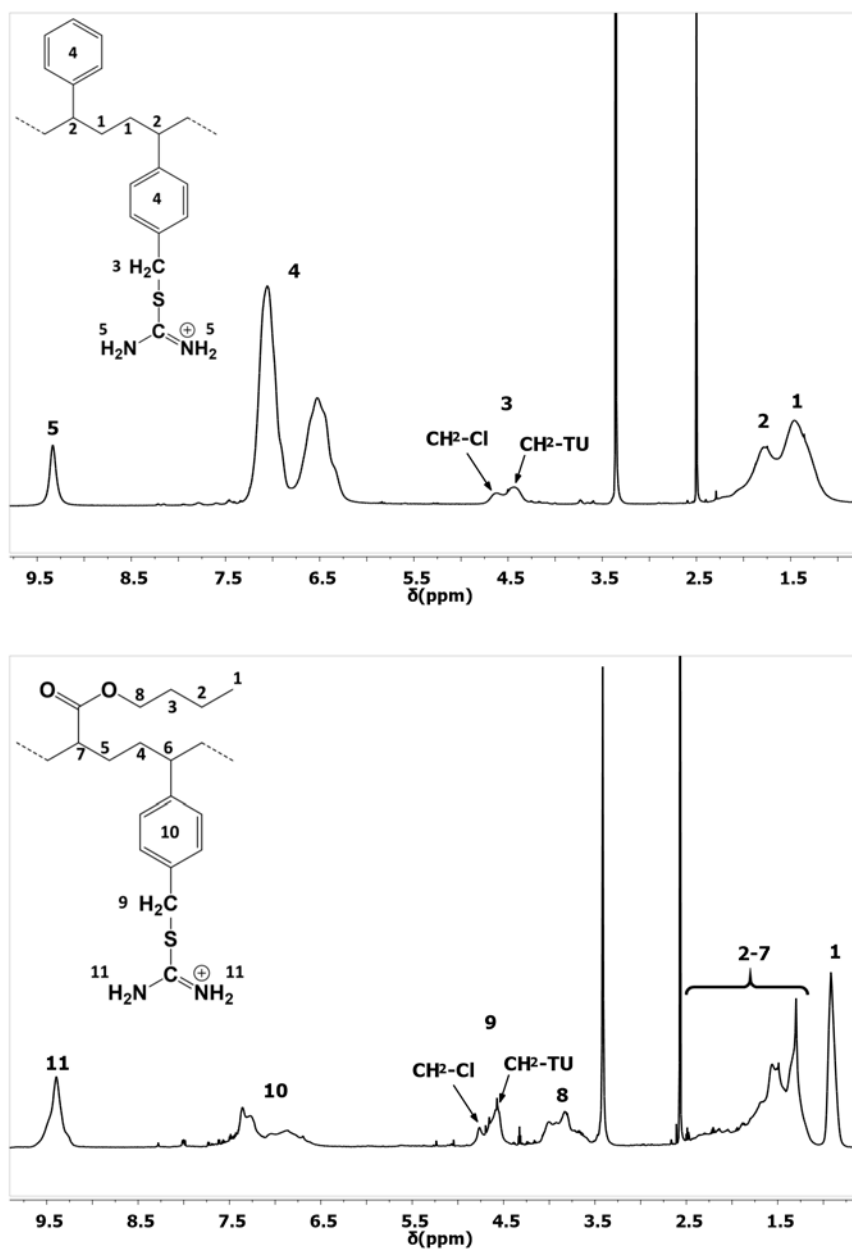 4
2 1 1 2
4
3 H₂C
S
5 C ⊕ 5
H₂N NH₂
4
5
3
CH²-Cl CH²-TU
2 1
9.5 8.5 7.5 6.5 5.5 4.5 3.5 2.5 1.5
δ(ppm)
O O 8 3 2 1
7 5 4 6
10
9 H₂C
S
11 C ⊕ 11
H₂N NH₂
11
10
9
CH²-Cl CH²-TU
8
2-7
1
9.5 8.5 7.5 6.5 5.5 4.5 3.5 2.5 1.5
δ(ppm)